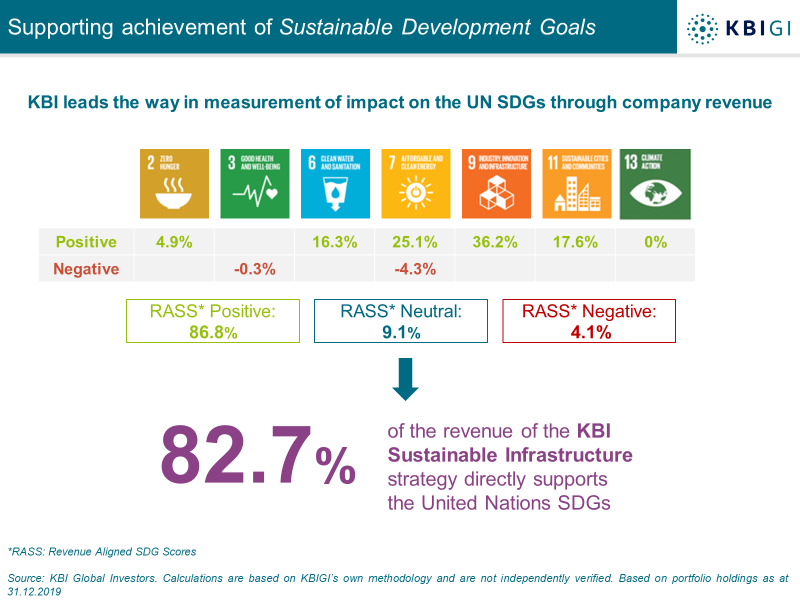 Supporting achievement of Sustainable Development Goals
KBIGI
KBI leads the way in measurement of impact on the UN SDGs through company revenue
2 ZERO HUNGER
3 GOOD HEALTH AND WELL-BEING
6 CLEAN WATER AND SANITATION
7 AFFORDABLE AND CLEAN ENERGY
9 INDUSTRY, INNOVATION AND INFRASTRUCTURE
11 SUSTAINABLE CITIES AND COMMUNITIES
13 CLIMATE ACTION
Positive 4.9% 16.3% 25.1% 36.2% 17.6% 0%
Negative -0.3% -4.3%
RASS* Positive:
86.8%
RASS* Neutral:
9.1%
RASS* Negative:
4.1%
82.7%
of the revenue of the KBI
Sustainable Infrastructure
strategy directly supports
the United Nations SDGs
*RASS: Revenue Aligned SDG Scores
Source: KBI Global Investors. Calculations are based on KBIGI's own methodology and are not independently verified. Based on portfolio holdings as at
31.12.2019